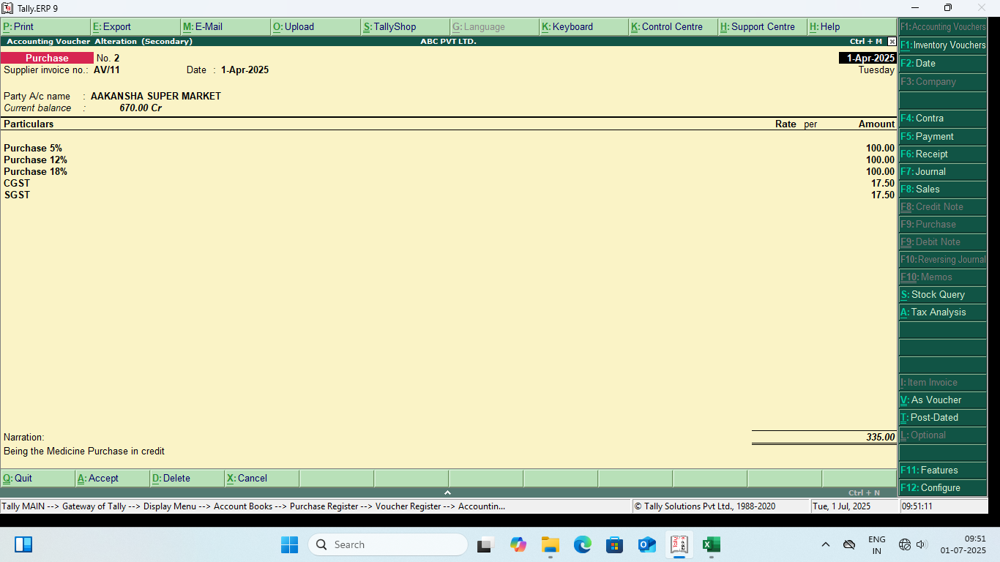 Tally.ERP 9
P: Print E: Export M: E-Mail O: Upload S: TallyShop G: Language K: Keyboard K: Control Centre H: Support Centre H: Help
Accounting Voucher Alteration (Secondary) ABC PVT LTD. Ctrl + M
Purchase No. 2 1-Apr-2025
Supplier invoice no.: AV/11 Date : 1-Apr-2025 Tuesday
Party A/c name : AAKANSHA SUPER MARKET
Current balance : 670.00 Cr
Particulars Rate per Amount
Purchase 5% 100.00
Purchase 12% 100.00
Purchase 18% 100.00
CGST 17.50
SGST 17.50
Narration: 335.00
Being the Medicine Purchase in credit
F1: Accounting Vouchers
F1: Inventory Vouchers
F2: Date
F3: Company
F4: Contra
F5: Payment
F6: Receipt
F7: Journal
F8: Sales
F8: Credit Note
F9: Purchase
F9: Debit Note
F10: Reversing Journal
F10: Memos
S: Stock Query
A: Tax Analysis
I: Item Invoice
V: As Voucher
T: Post-Dated
L: Optional
F11: Features
F12: Configure
Q: Quit A: Accept D: Delete X: Cancel
Ctrl + N
Tally MAIN --> Gateway of Tally --> Display Menu --> Account Books --> Purchase Register --> Voucher Register --> Accountin... © Tally Solutions Pvt Ltd., 1988-2020 Tue, 1 Jul, 2025 09:51:11
Search
Tally ERP 9
ENG
IN
09:51
01-07-2025